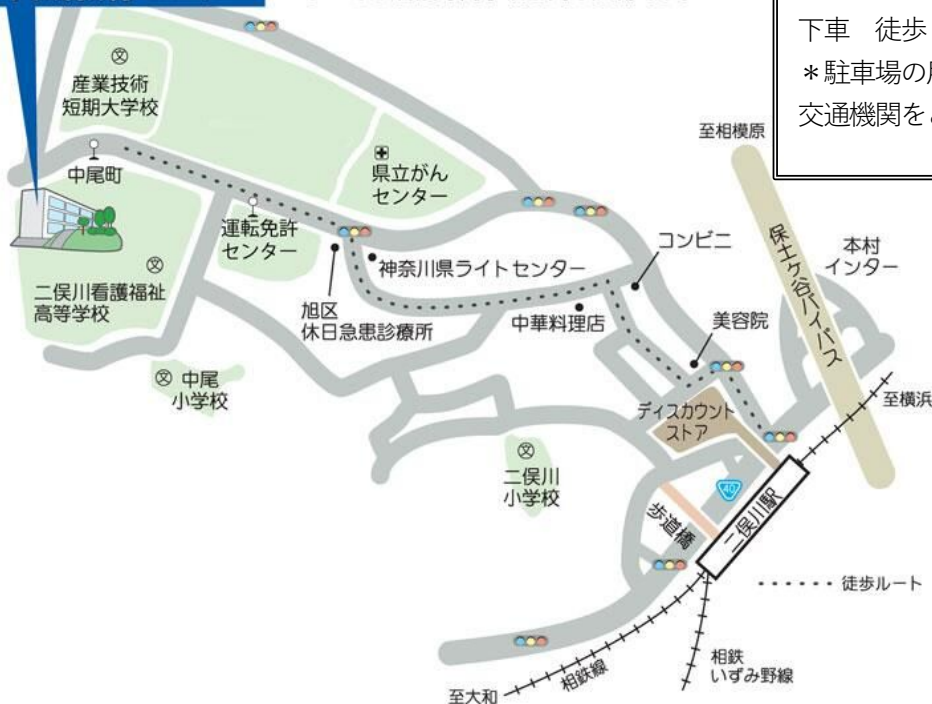 下車　徒歩
＊駐車場の
交通機関を
至相模原
文
産業技術
短期大学校
中尾町
県立がん
センター
運転免許
センター
コンビニ
保土ヶ谷バイパス
本村
インター
神奈川県ライトセンター
文
二俣川看護福祉
高等学校
旭区
休日急患診療所
中華料理店
美容院
文 中尾
小学校
至横浜
ディスカウント
ストア
文
二俣川
小学校
40
歩道橋
二俣川駅
徒歩ルート
相鉄
いずみ野線
相鉄線
至大和